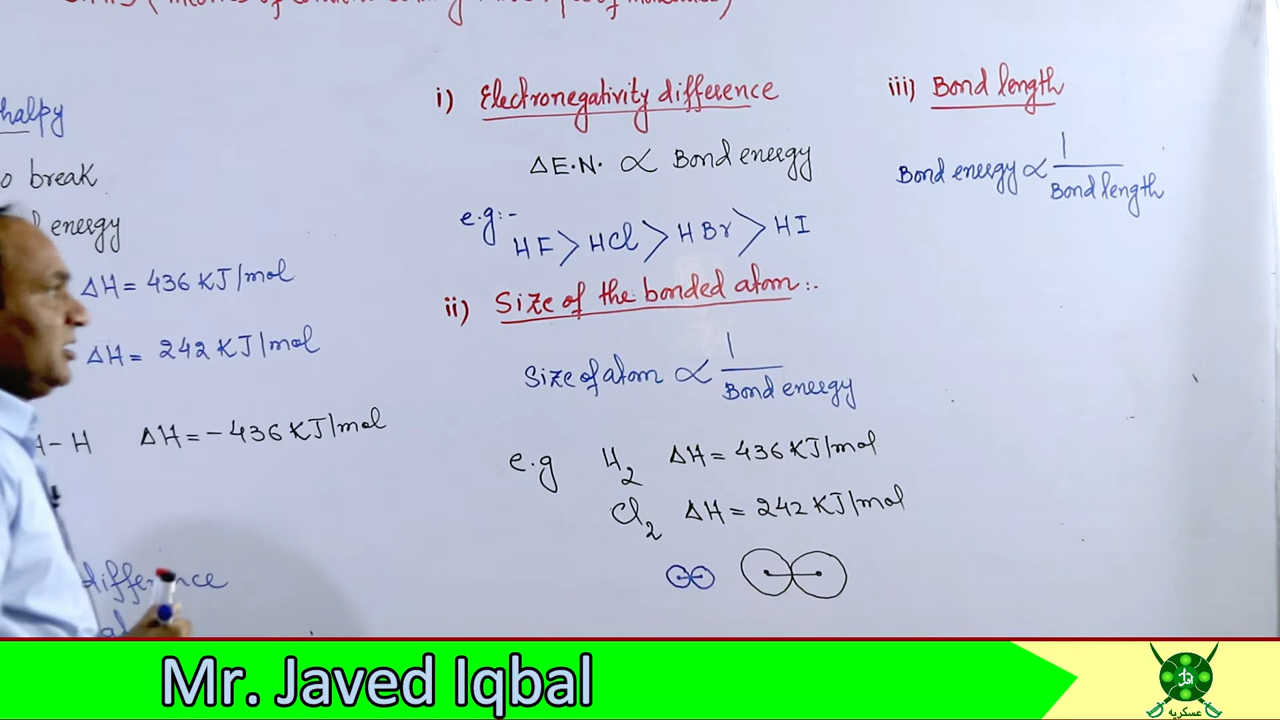 (Theories of
halpy
o break
energy
ΔH = 436 KJ/mol
ΔH = 242 KJ/mol
H - H ΔH = - 436 KJ/mol
difference
i) Electronegativity difference
ΔE.N. ∝ Bond energy
e.g:-
HF > HCl > HBr > HI
ii) Size of the bonded atom :.
Size of atom ∝ 1 / Bond energy
e.g H2 ΔH = 436 KJ/mol
Cl2 ΔH = 242 KJ/mol
iii) Bond length
Bond energy ∝ 1 / Bond length
Mr. Javed Iqbal
عسکریہ